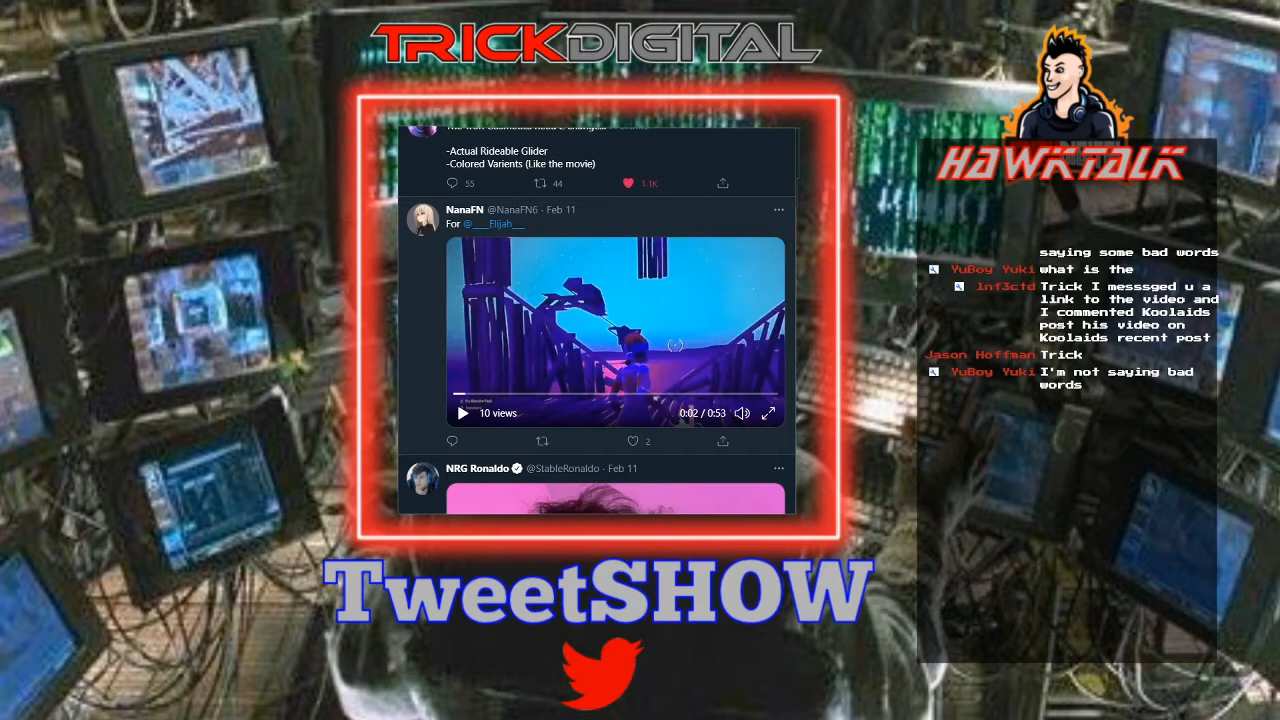 TRICKDIGITAL
-Actual Rideable Glider
-Colored Varients (Like the movie)
55
44
1.1K
NanaFN @NanaFN6 · Feb 11
For @____Elijah___
10 views
0:02 / 0:53
2
NRG Ronaldo @StableRonaldo · Feb 11
TweetSHOW
HAWKTALK
saying some bad words
YuBoy Yuki what is the
lnf3ctd Trick I messsged u a
link to the video and
I commented Koolaids
post his video on
Koolaids recent post
Jason Hoffman Trick
YuBoy Yuki I'm not saying bad
words